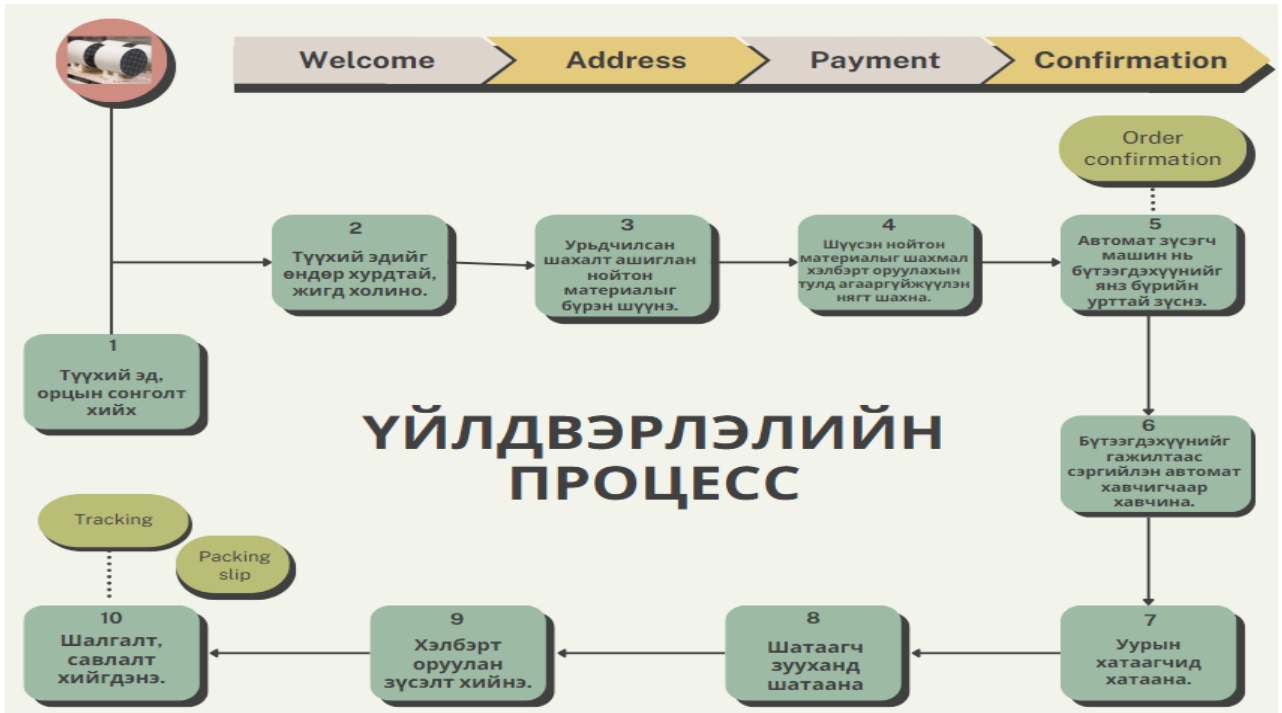 Welcome
Address
Payment
Confirmation
Order
confirmation
1
Түүхий эд,
орцын сонголт
хийх
2
Түүхий эдийг
өндөр хурдтай,
жигд холино.
3
Урьдчилсан
шахалт ашиглан
нойтон
материалыг
бүрэн шүүнэ.
4
Шүүсэн нойтон
материалыг шахмал
хэлбэрт оруулахын
тулд агааргүйжүүлэн
нягт шахна.
5
Автомат зүсэгч
машин нь
бүтээгдэхүүнийг
янз бүрийн
урттай зүснэ.
ҮЙЛДВЭРЛЭЛИЙН
ПРОЦЕСС
6
Бүтээгдэхүүнийг
гажилтаас
сэргийлэн автомат
хавчигчаар
хавчина.
7
Уурын
хатаагчид
хатаана.
8
Шатаагч
зууханд
шатаана
9
Хэлбэрт
оруулан
зүсэлт хийнэ.
Tracking
Packing
slip
10
Шалгалт,
савлалт
хийгдэнэ.